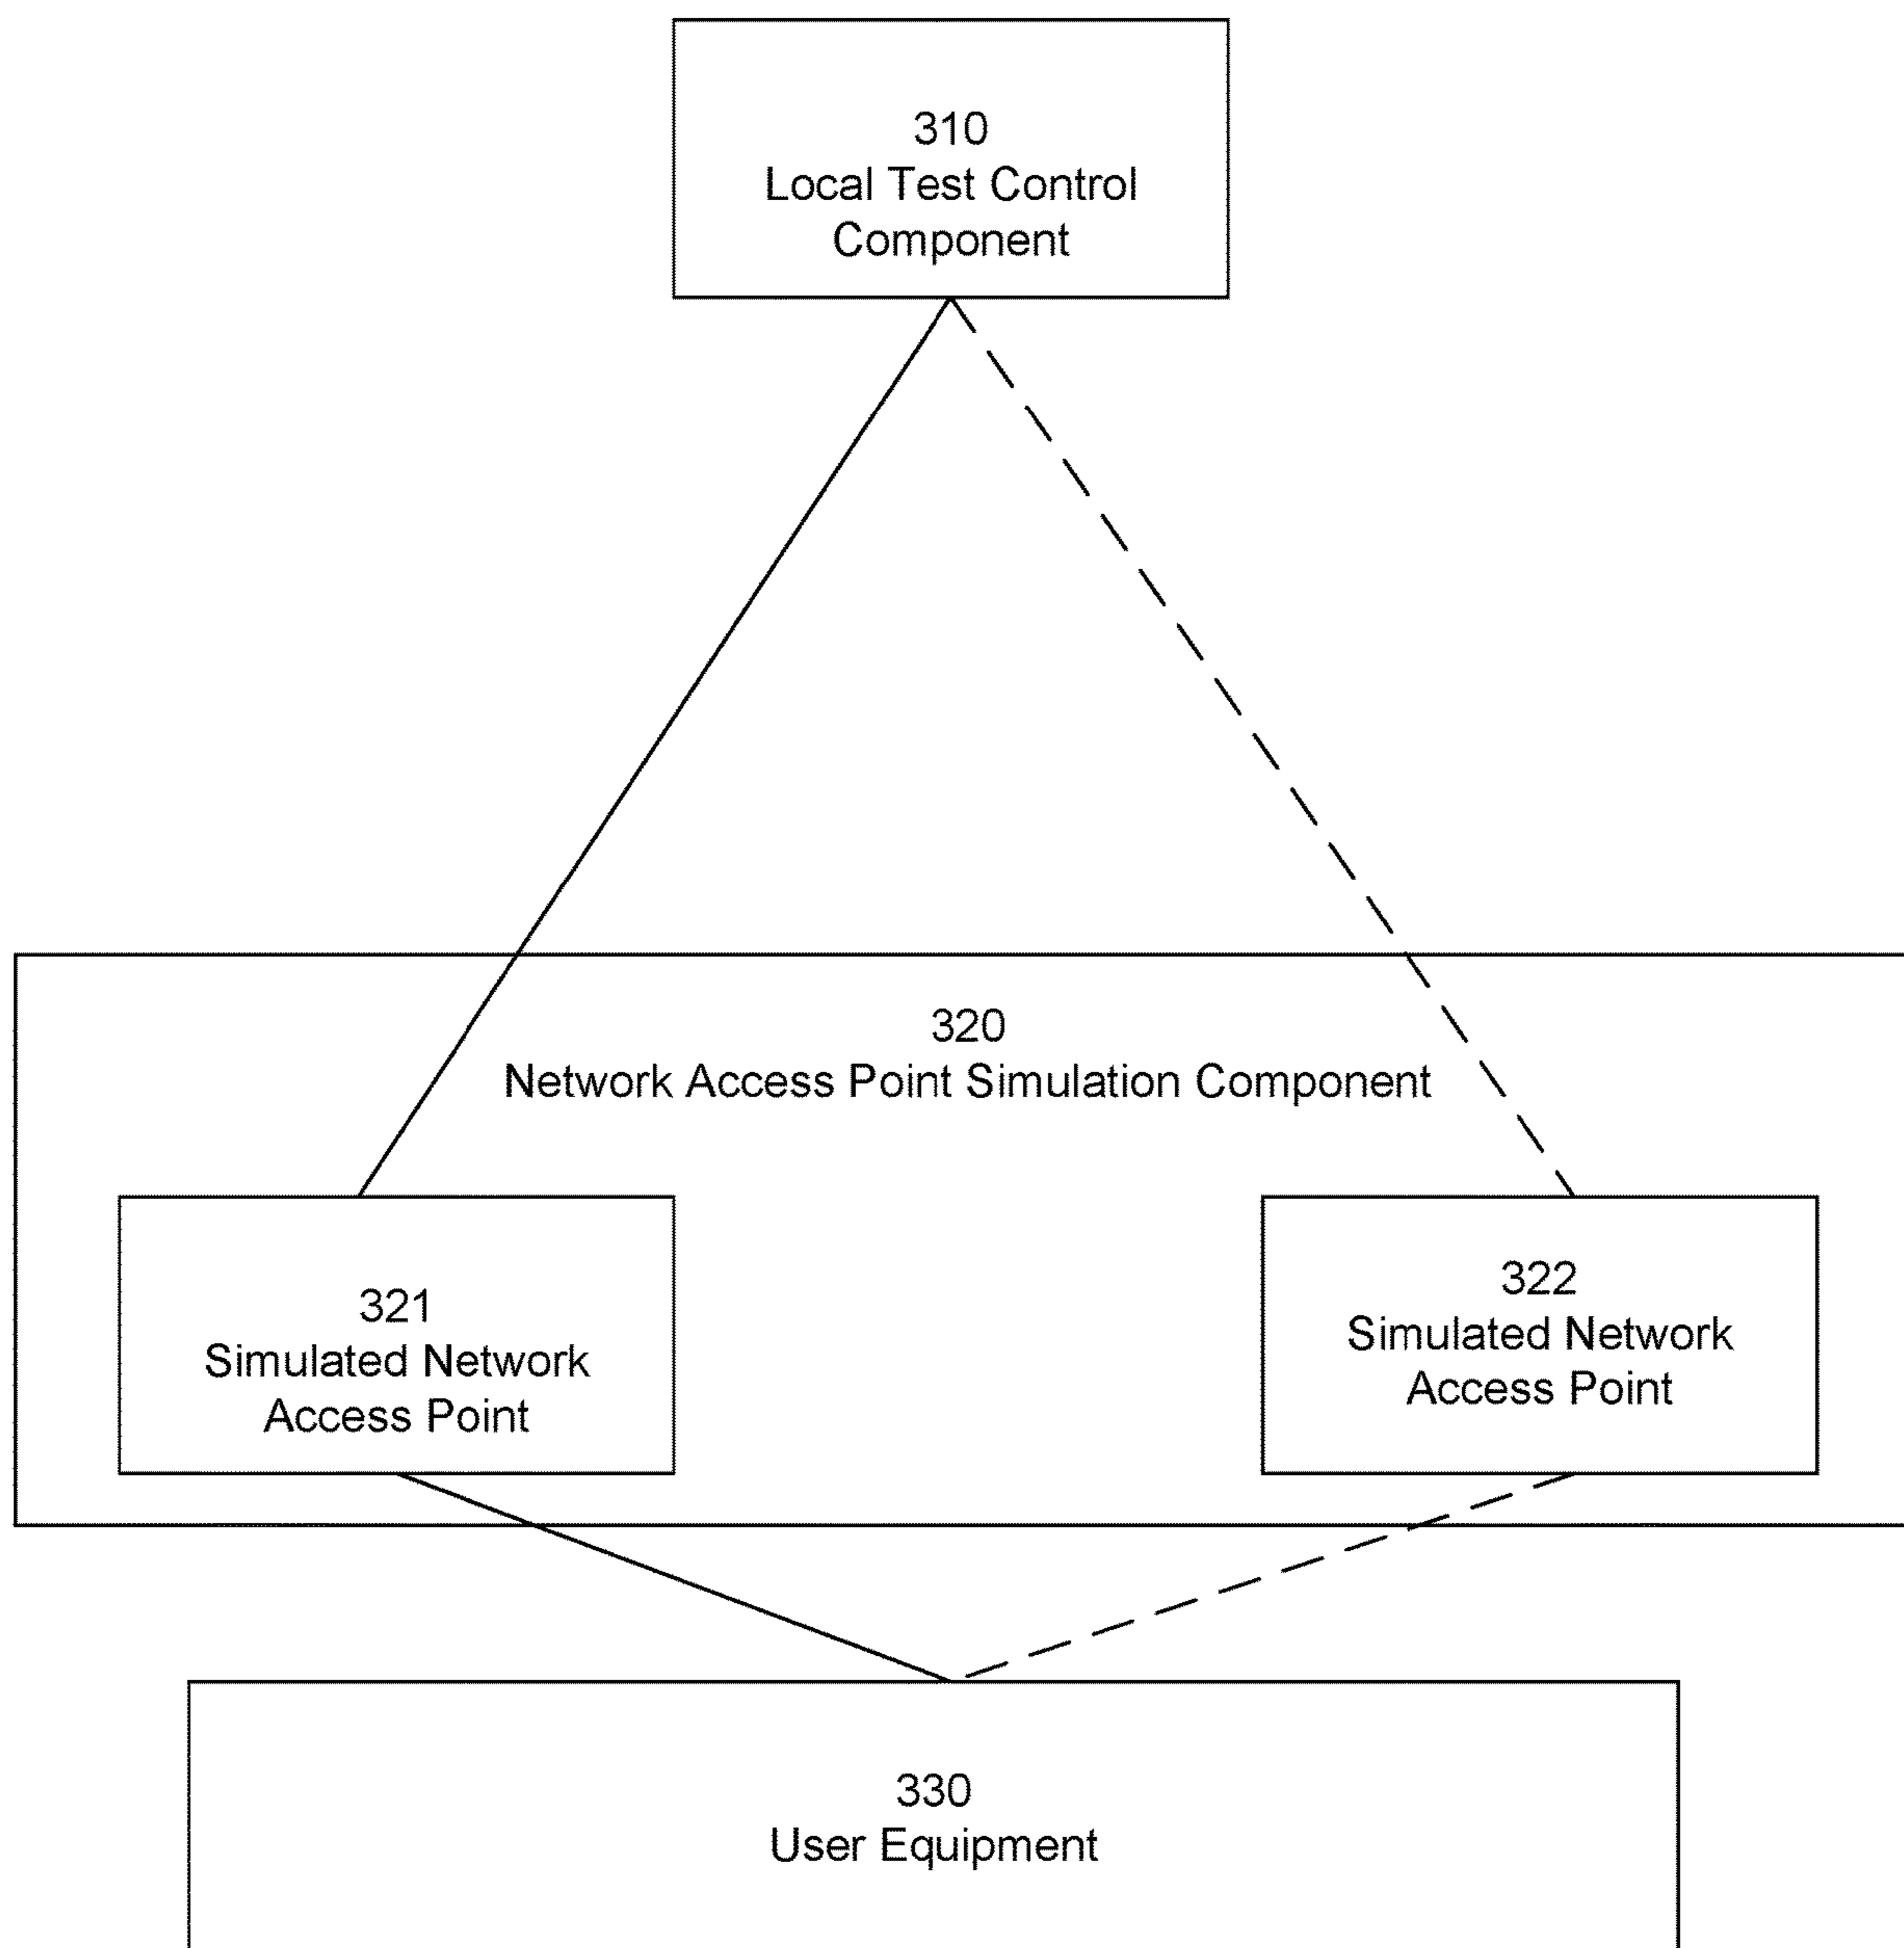 310
Local Test Control
Component
320
Network Access Point Simulation Component
321
Simulated Network
Access Point
322
Simulated Network
Access Point
330
User Equipment